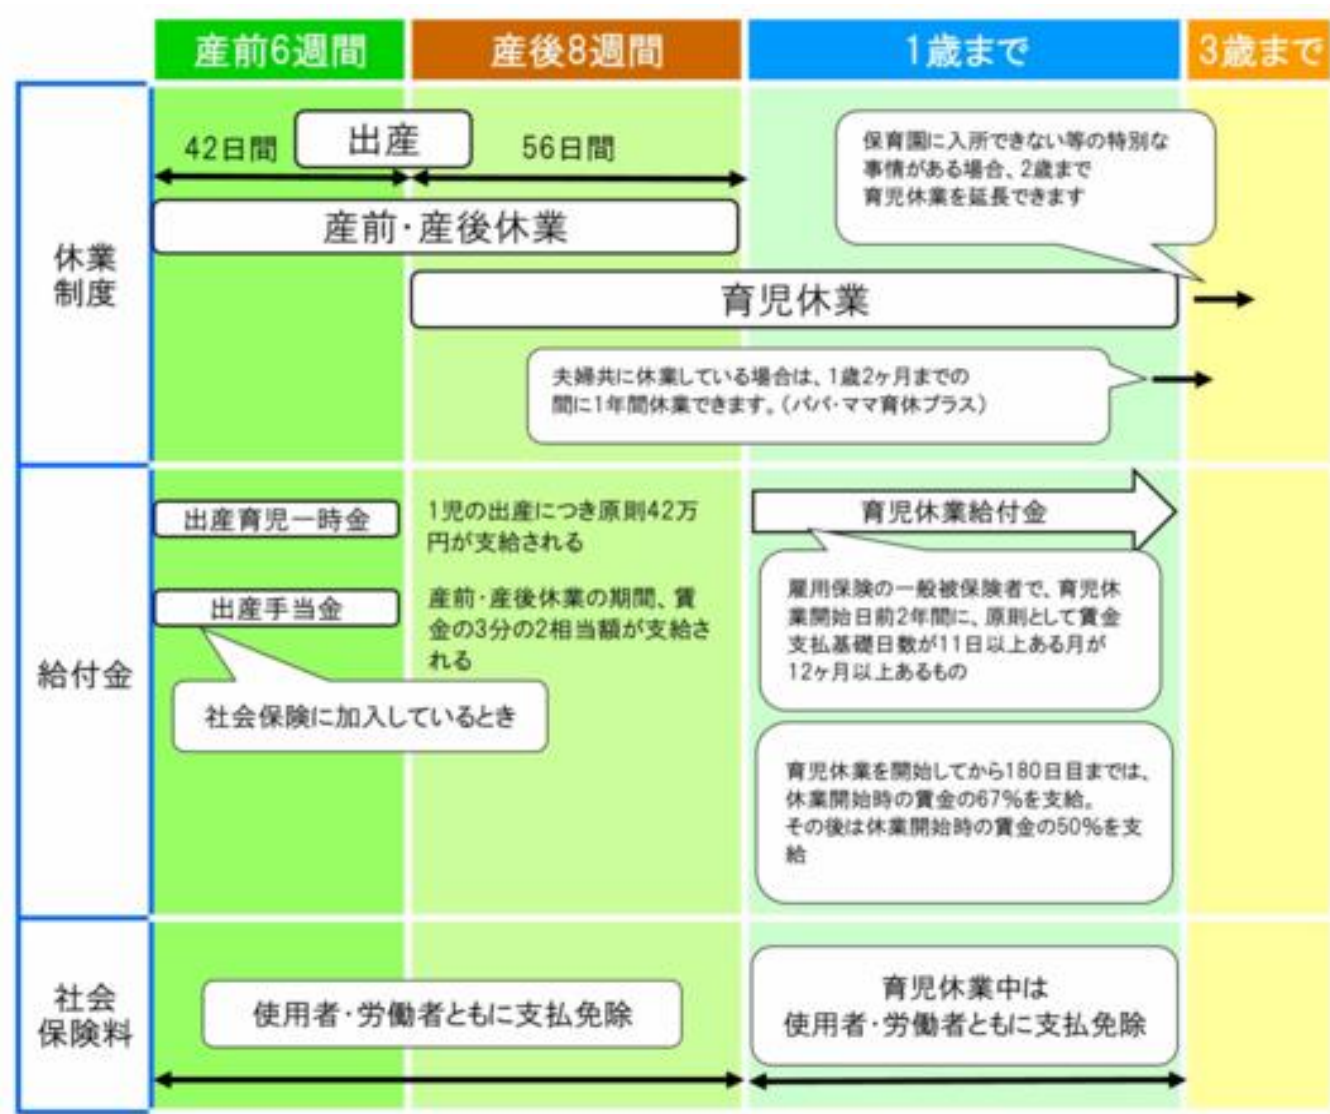 産前6週間
産後8週間
1歳まで
3歳まで
休業
制度
42日間
出産
56日間
産前・産後休業
保育園に入所できない等の特別な
事情がある場合、2歳まで
育児休業を延長できます
育児休業
夫婦共に休業している場合は、1歳2ヶ月までの
間に1年間休業できます。(パパ・ママ育休プラス)
給付金
出産育児一時金
1児の出産につき原則42万
円が支給される
出産手当金
産前・産後休業の期間、賃
金の3分の2相当額が支給さ
れる
社会保険に加入しているとき
育児休業給付金
雇用保険の一般被保険者で、育児休
業開始日前2年間に、原則として賃金
支払基礎日数が11日以上ある月が
12ヶ月以上あるもの
育児休業を開始してから180日目までは、
休業開始時の賃金の67%を支給。
その後は休業開始時の賃金の50%を支
給
社会
保険料
使用者・労働者ともに支払免除
育児休業中は
使用者・労働者ともに支払免除